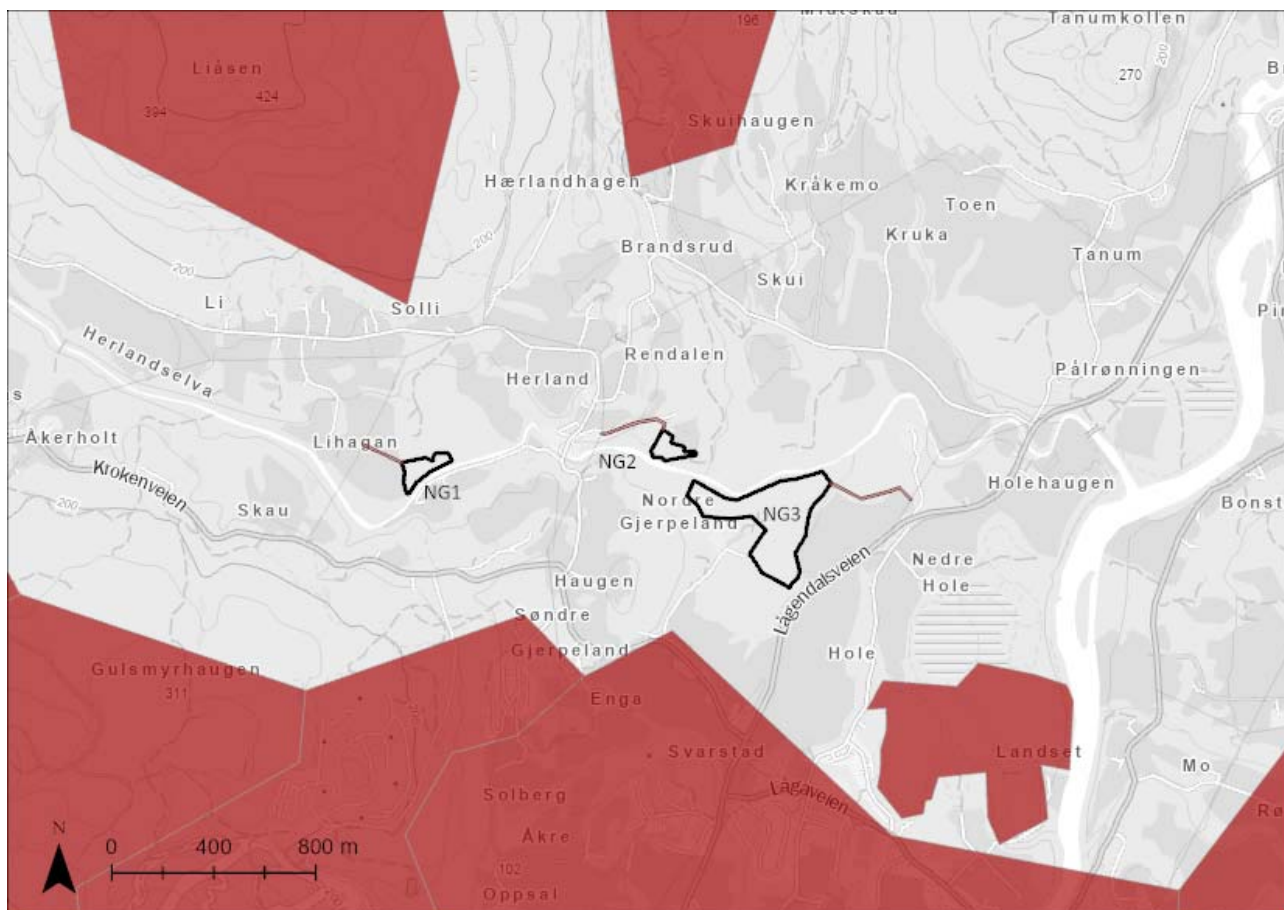 Tanumkollen
196
Liåsen
200
270
424
394
Skuihaugen
Hærlandhagen
Kråkemo
Toen
Kruka
Brandsrud
200
Tanum
200
Skui
Li
Solli
Herlandselva
Rendalen
Pålrønningen
Herland
Lihagan
Åkerholt
NG2
Krokenveien
NG1
Holehaugen
Nordre
Gjerpeland
NG3
200
Skau
Lågendalsveien
Nedre
Hole
Haugen
Søndre
Gjerpeland
Hole
Gulsmyrhaugen
311
Enga
Svarstad
Landset
Mo
Lågaveien
Solberg
N
0 400 800 m
Åkre
102
Oppsal